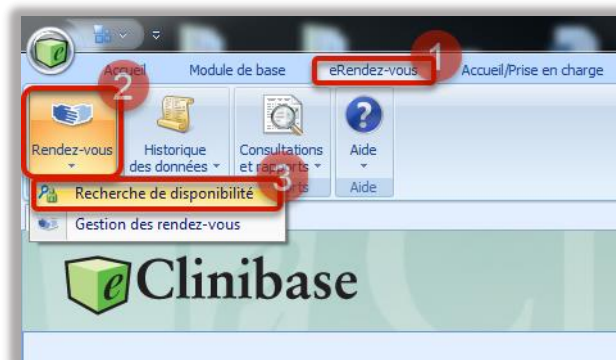 1
Accueil Module de base eRendez-vous Accueil/Prise en charge
2
Rendez-vous Historique des données Consultations et rapports Aide
3
Aide
Recherche de disponibilité
Gestion des rendez-vous
e Clinibase